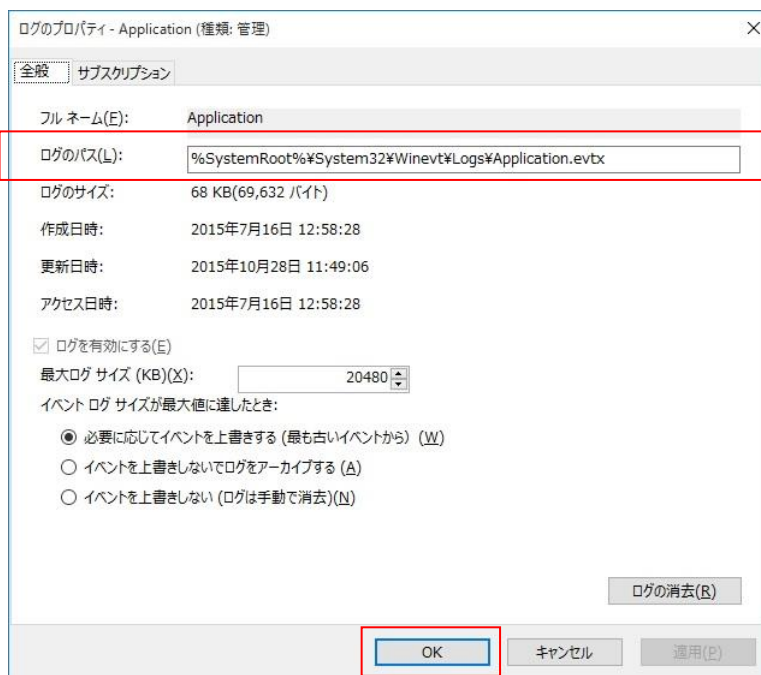 ログのプロパティ - Application (種類: 管理)
全般 サブスクリプション
フル ネーム(F): Application
ログのパス(L): %SystemRoot%¥System32¥Winevt¥Logs¥Application.evtx
ログのサイズ: 68 KB(69,632 バイト)
作成日時: 2015年7月16日 12:58:28
更新日時: 2015年10月28日 11:49:06
アクセス日時: 2015年7月16日 12:58:28
ログを有効にする(E)
最大ログ サイズ (KB)(X): 20480
イベント ログ サイズが最大値に達したとき:
必要に応じてイベントを上書きする (最も古いイベントから) (W)
イベントを上書きしないでログをアーカイブする (A)
イベントを上書きしない (ログは手動で消去)(N)
ログの消去(R)
OK キャンセル 適用(P)